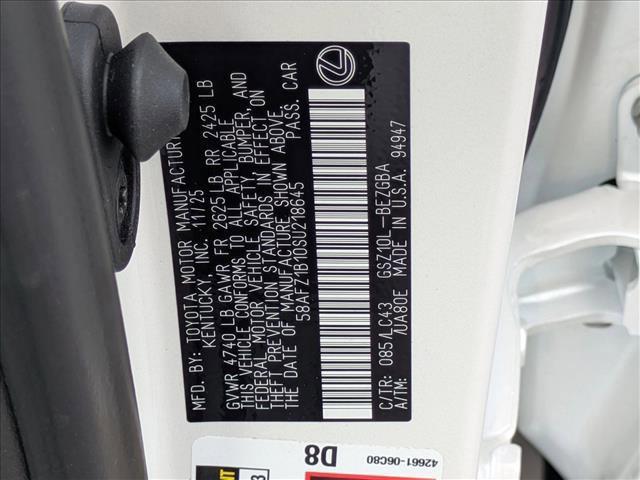 MFD. BY: TOYOTA MOTOR MANUFACTURI
KENTUCKY, INC. 11/25
GVWR 4740 LB GAWR FR 2625 LB RR 2425 LB
THIS VEHICLE CONFORMS TO ALL APPLICABLE
FEDERAL MOTOR VEHICLE SAFETY, BUMPER, AND
THEFT PREVENTION STANDARDS IN EFFECT ON
THE DATE OF MANUFACTURE SHOWN ABOVE.
58AFZ1B10SU218645 PASS. CAR
C/TR: 085/LC43 GSZ10L-BEZGBA
A/TM: /UA80E MADE IN U.S.A. 94947
D8
42661-06C80
NT
3